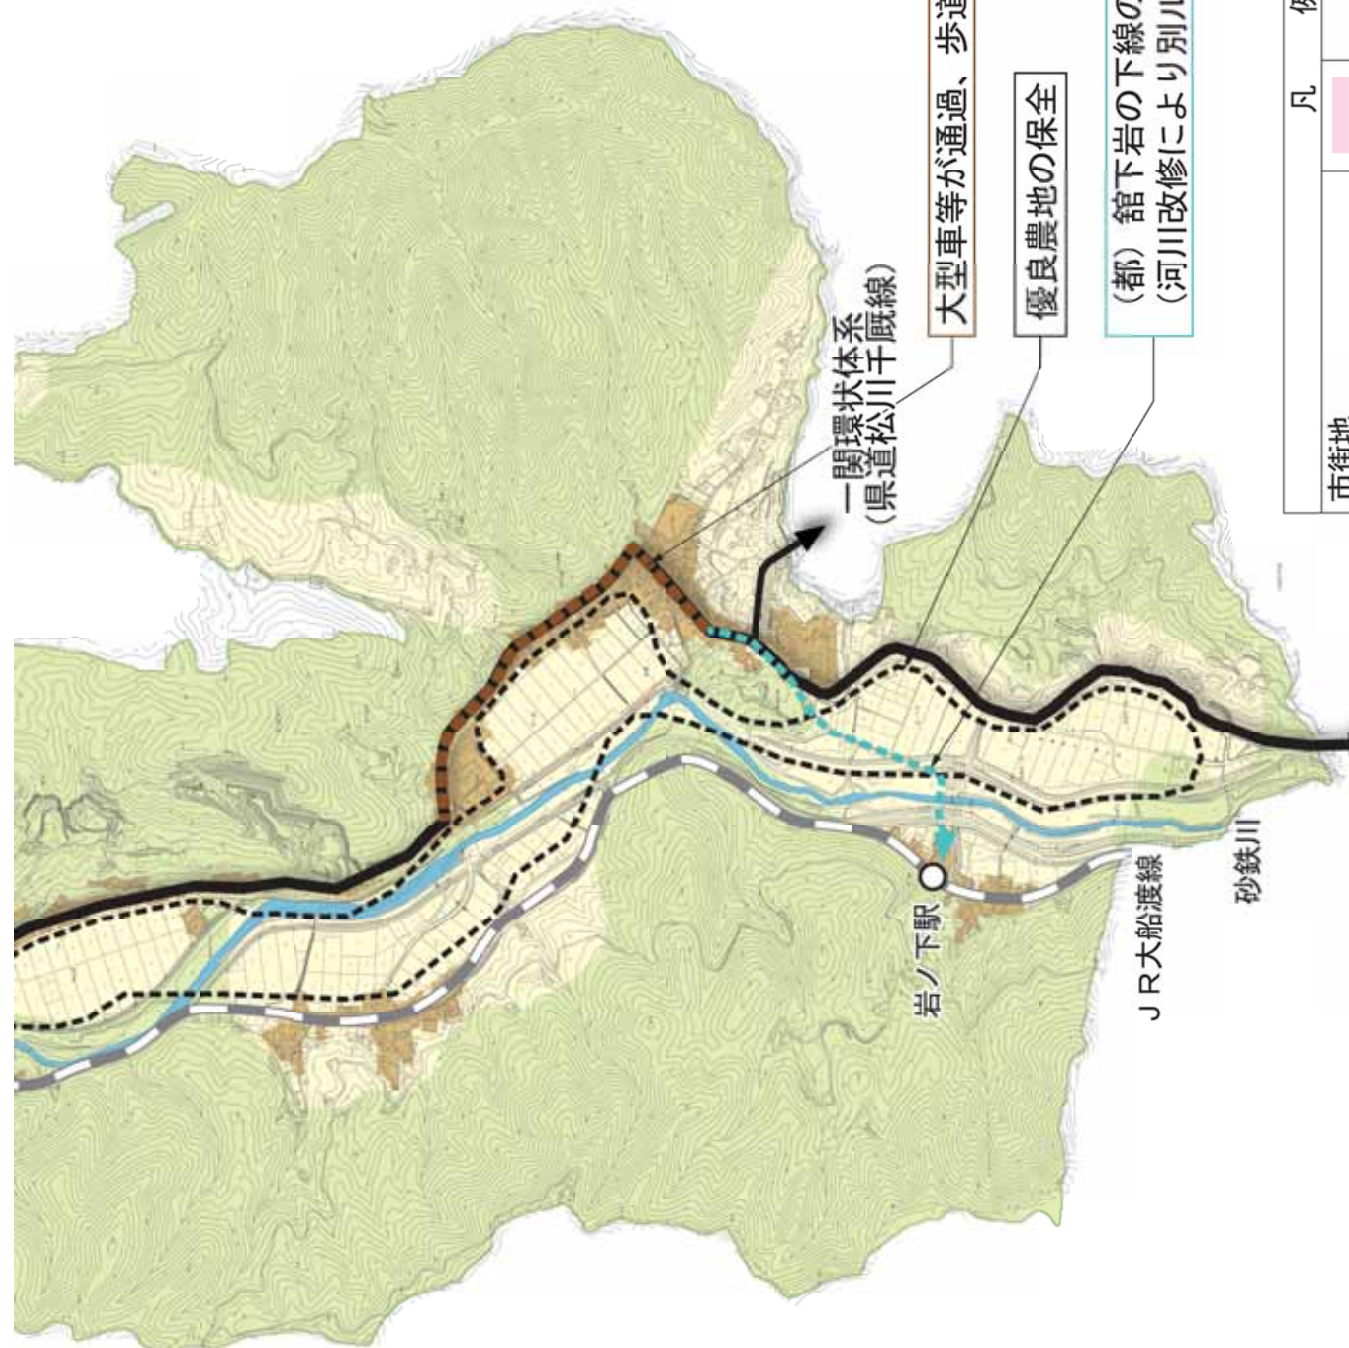 大型車等が通過、歩道
優良農地の保全
（都）舘下岩の下線の
（河川改修により別ル
一関環状体系
（県道松川千厩線）
岩ノ下駅
ＪＲ大船渡線
砂鉄川
凡 例
市街地